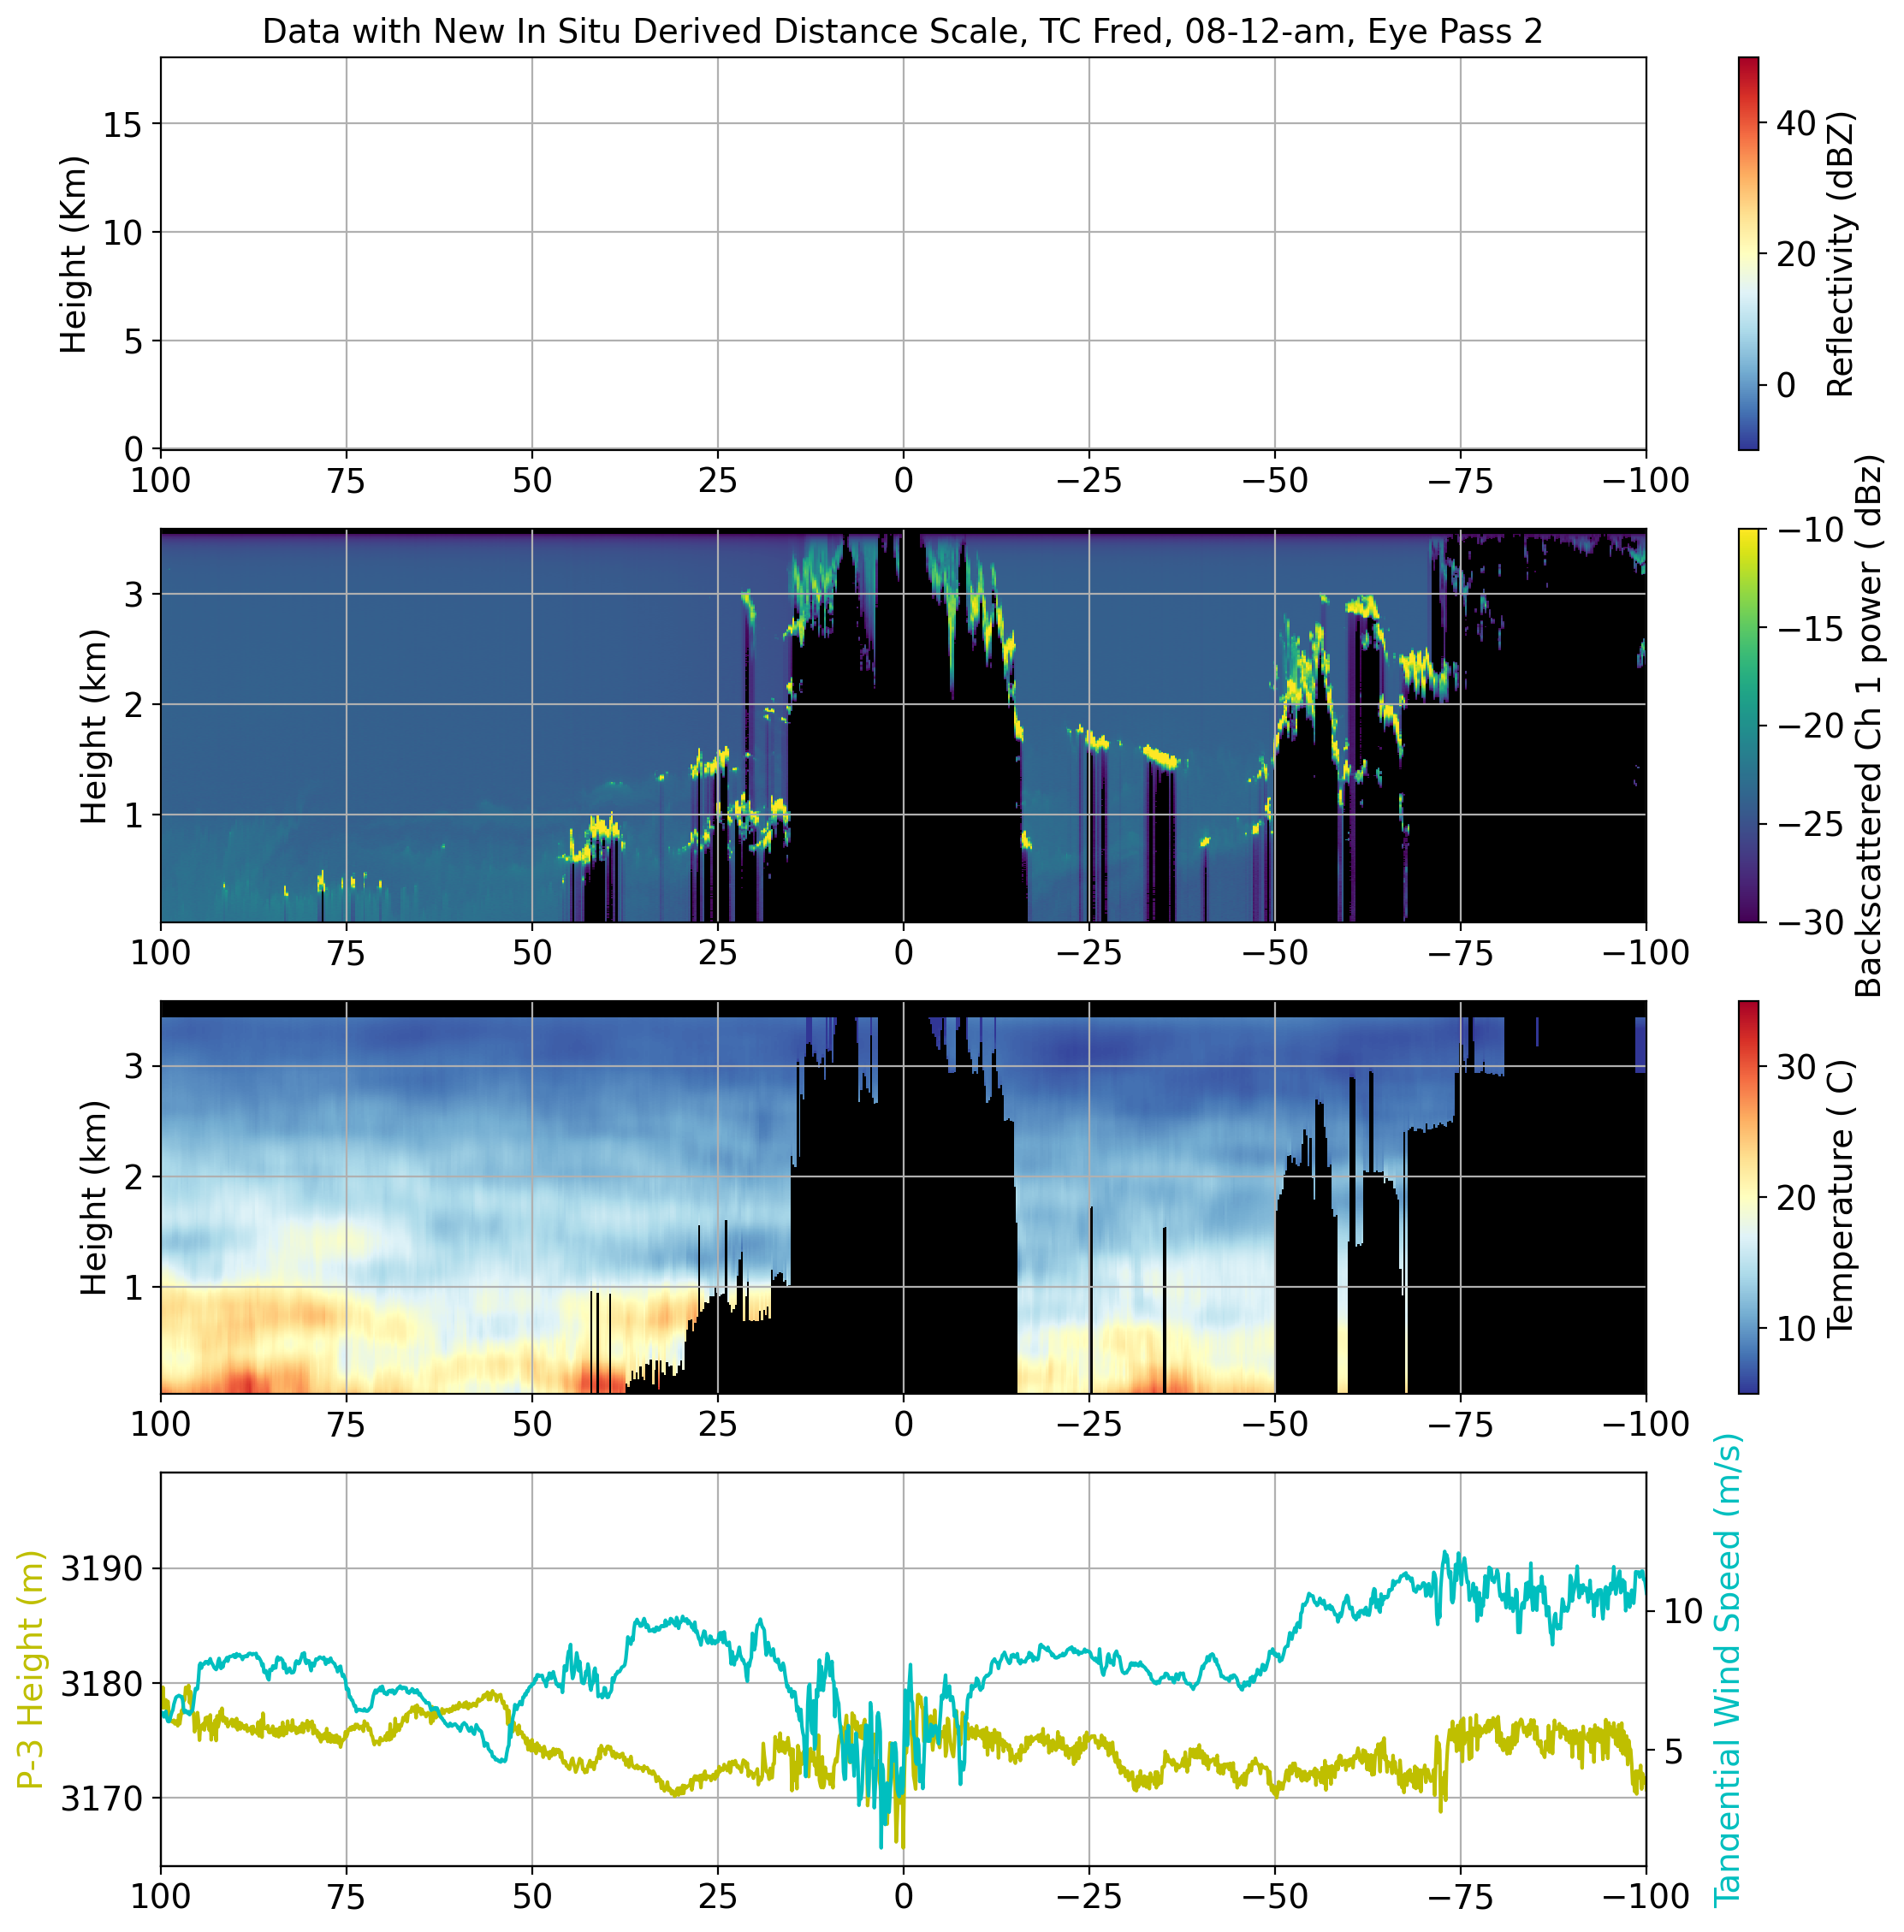 Data with New In Situ Derived Distance Scale, TC Fred, 08-12-am, Eye Pass 2
Height (Km)
15
10
5
0
100 75 50 25 0 −25 −50 −75 −100
40
20
0
Reflectivity (dBZ)
Height (km)
3
2
1
100 75 50 25 0 −25 −50 −75 −100
−10
−15
−20
−25
−30
Backscattered Ch 1 power ( dBz)
Height (km)
3
2
1
100 75 50 25 0 −25 −50 −75 −100
30
20
10
Temperature ( C)
P-3 Height (m)
3190
3180
3170
100 75 50 25 0 −25 −50 −75 −100
10
5
Tangential Wind Speed (m/s)